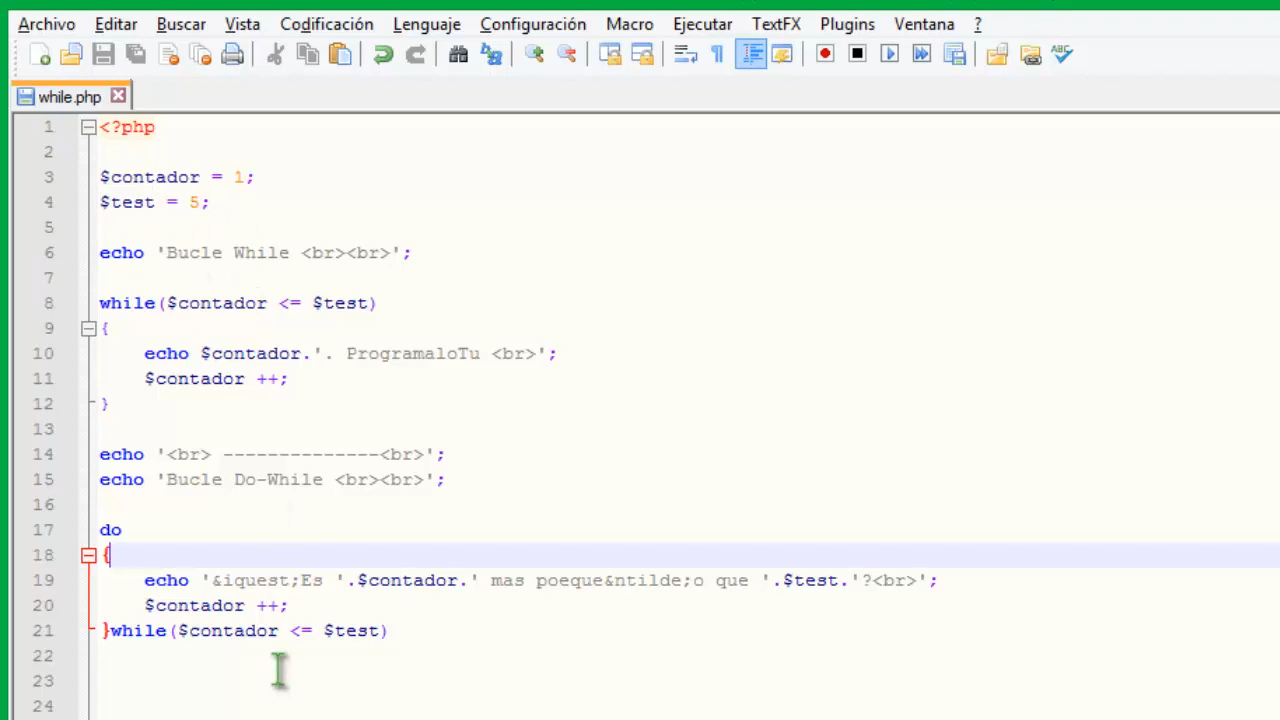 Archivo Editar Buscar Vista Codificación Lenguaje Configuración Macro Ejecutar TextFX Plugins Ventana ?
ABC
while.php
1 <?php
2
3 $contador = 1;
4 $test = 5;
5
6 echo 'Bucle While <br><br>';
7
8 while($contador <= $test)
9 {
10 echo $contador.'. ProgramaloTu <br>';
11 $contador ++;
12 }
13
14 echo '<br> --------------<br>';
15 echo 'Bucle Do-While <br><br>';
16
17 do
18 {
19 echo '&iquest;Es '.$contador.' mas poeque&ntilde;o que '.$test.'?<br>';
20 $contador ++;
21 }while($contador <= $test)
22
23
24